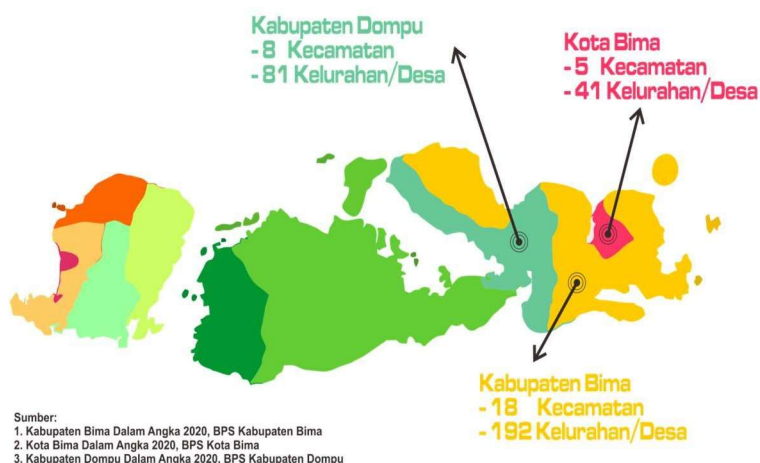 Kabupaten Dompu
- 8 Kecamatan
- 81 Kelurahan/Desa
Kota Bima
- 5 Kecamatan
- 41 Kelurahan/Desa
Kabupaten Bima
- 18 Kecamatan
- 192 Kelurahan/Desa
Sumber:
1. Kabupaten Bima Dalam Angka 2020, BPS Kabupaten Bima
2. Kota Bima Dalam Angka 2020, BPS Kota Bima
3. Kabupaten Dompu Dalam Angka 2020, BPS Kabupaten Dompu